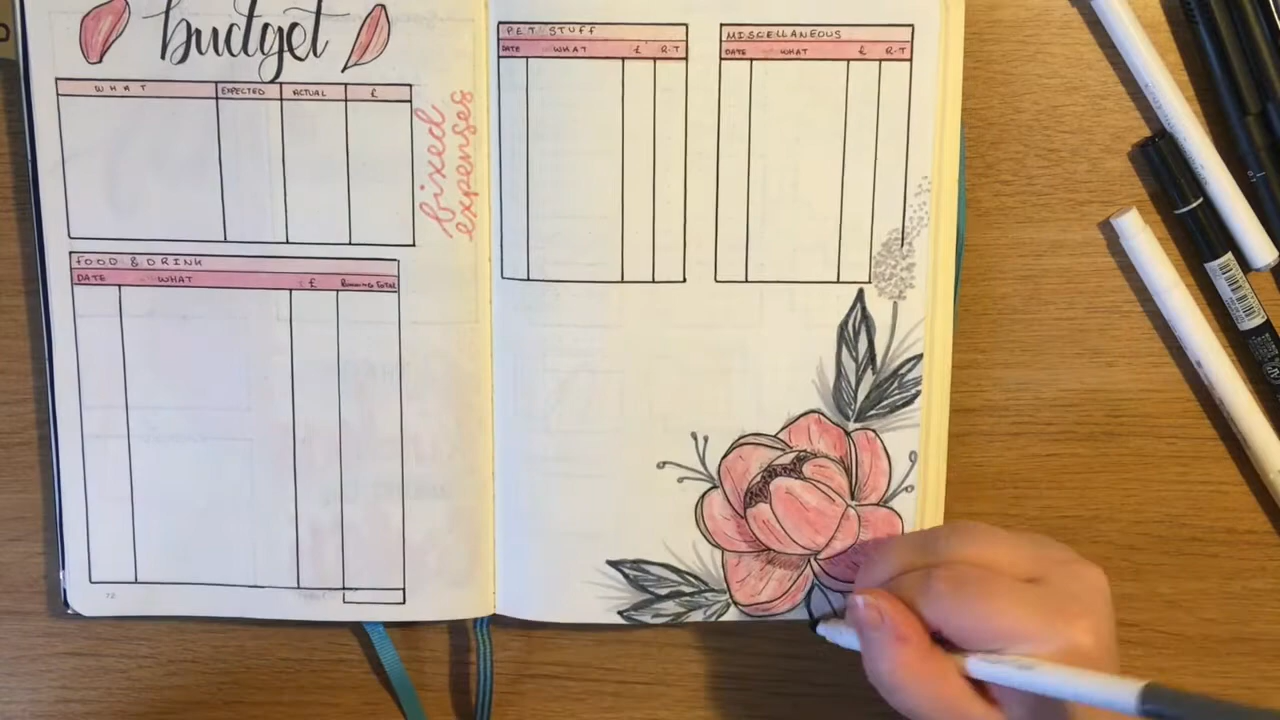 budget
WHAT EXPECTED ACTUAL £
fixed
expenses
FOOD & DRINK
DATE WHAT £ RUNNING TOTAL
72
PET STUFF
DATE WHAT £ R-T
MISCELLANEOUS
DATE WHAT £ R-T